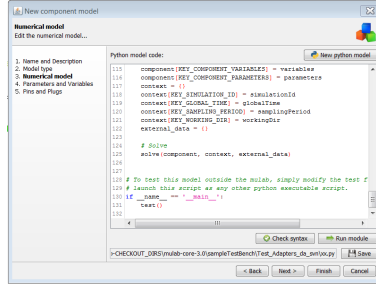 New component model
Numerical model
Edit the numerical model...
1. Name and Description
2. Model type
3. Numerical model
4. Parameters and Variables
5. Pins and Plugs
Python model code:
New python model
113 component[KEY_COMPONENT_VARIABLES] = variables
116 component[KEY_COMPONENT_PARAMETERS] = parameters
117 context = {}
118 context[KEY_SIMULATION_ID] = simulationId
119 context[KEY_GLOBAL_TIME] = globalTime
120 context[KEY_SAMPLING_PERIOD] = samplingPeriod
121 context[KEY_WORKING_DIR] = workingDir
122 external_data = {}
123
124 # Solve
125 solve(component, context, external_data)
126
127
128 # To test this model outside the mulab, simply modify the test f
129 # launch this script as any other python executable script.
130 if __name__ == '__main__':
131 test()
132
Check syntax
Run module
CHECKOUT_DIRS\mulab-core-3.0\sampleTestBench\Test_Adapters_da_svn\xx.py
Save
< Back
Next >
Finish
Cancel